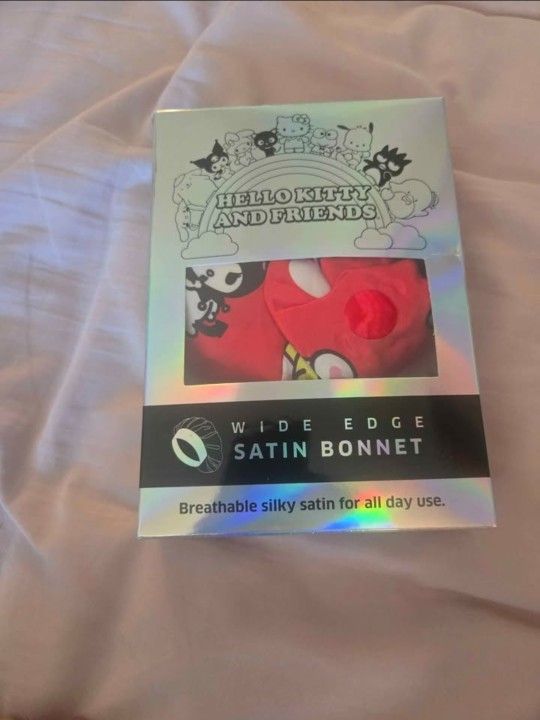 HELLO KITTY
AND FRIENDS
WIDE EDGE
SATIN BONNET
Breathable silky satin for all day use.